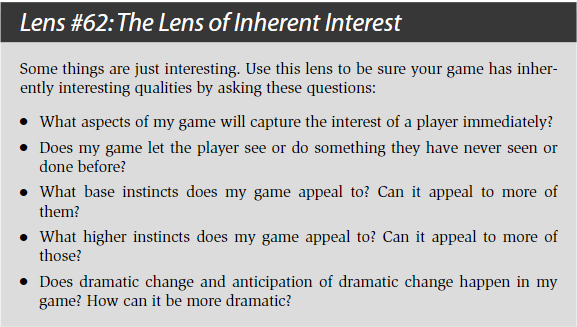 Lens #62: The Lens of Inherent Interest
Some things are just interesting. Use this lens to be sure your game has inher-
ently interesting qualities by asking these questions:
● What aspects of my game will capture the interest of a player immediately?
● Does my game let the player see or do something they have never seen or
done before?
● What base instincts does my game appeal to? Can it appeal to more of
them?
● What higher instincts does my game appeal to? Can it appeal to more of
those?
● Does dramatic change and anticipation of dramatic change happen in my
game? How can it be more dramatic?